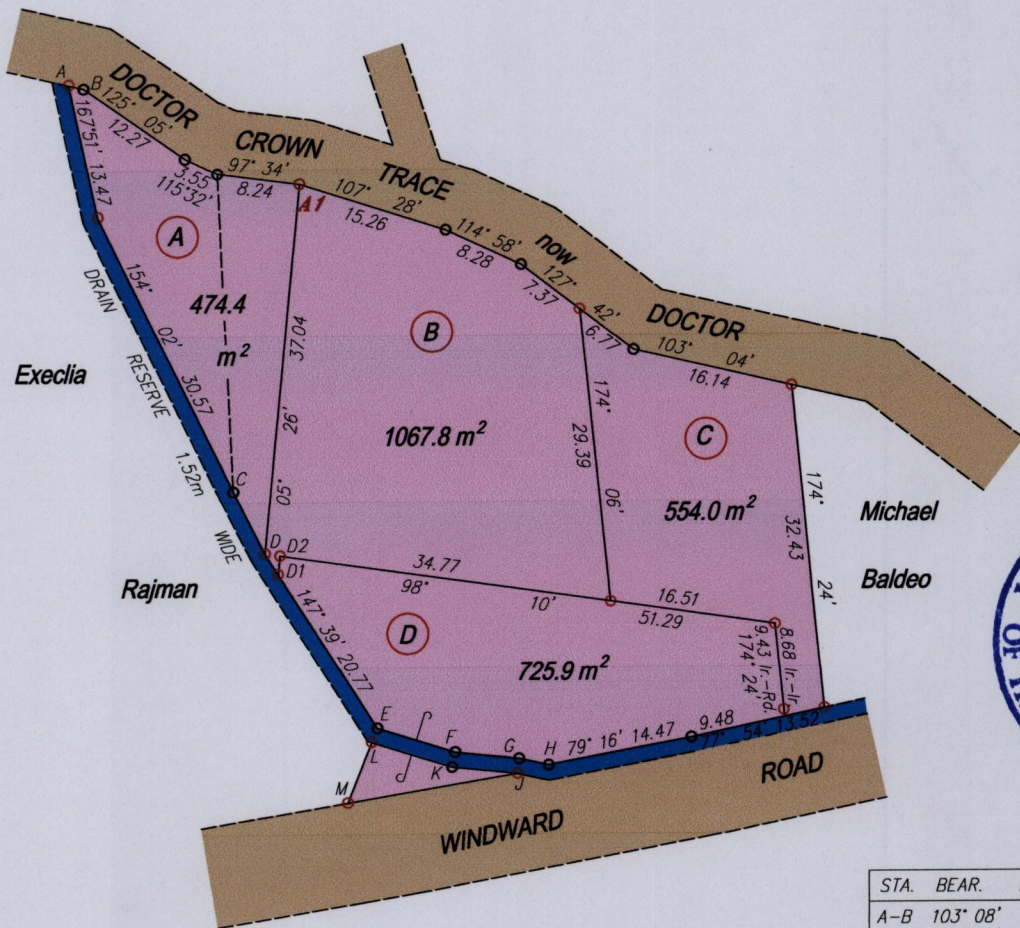 A
B
DOCTOR
125° 05'
12.27
CROWN
TRACE
now
DOCTOR
167°51' 13.47
3.55
115°32'
97° 34'
8.24
A1
107° 28'
15.26
114° 58'
8.28
127° 42'
7.37
6.77
103° 04'
16.14
A
474.4
m²
B
1067.8 m²
C
554.0 m²
37.04
05° 26'
174° 06'
29.39
174° 24'
32.43
154° 02' 30.57
DRAIN RESERVE 1.52m WIDE
Execlia
Rajman
Michael
Baldeo
C
D
D2
D1
34.77
98° 10'
16.51
51.29
D
725.9 m²
147° 39' 20.77
8.68 Ir.-Ir.
9.43 Ir.-Rd.
174° 24'
E
F
G
H
79° 16' 14.47
9.48
77° 54' 13.52
L
K
J
M
WINDWARD ROAD
STA. BEAR.
A-B 103° 08'